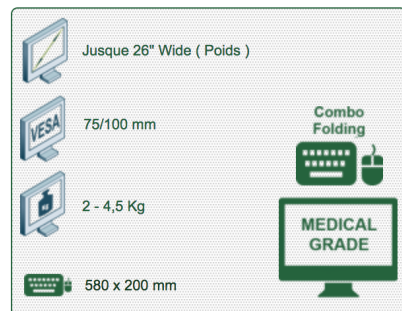 Jusque 26" Wide ( Poids )
VESA
75/100 mm
2 - 4,5 Kg
580 x 200 mm
Combo
Folding
MEDICAL
GRADE